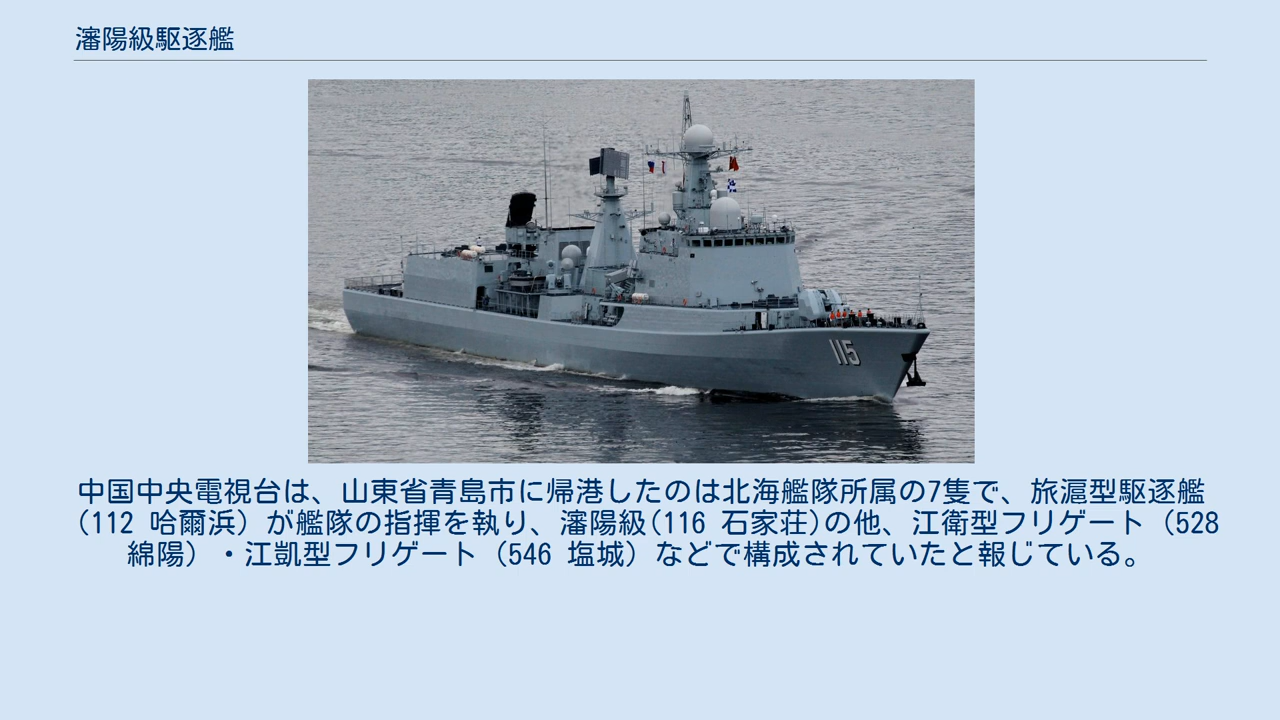 瀋陽級駆逐艦
115
中国中央電視台は、山東省青島市に帰港したのは北海艦隊所属の7隻で、旅滬型駆逐艦
(112 哈爾浜）が艦隊の指揮を執り、瀋陽級(116 石家荘)の他、江衛型フリゲート（528
綿陽）・江凱型フリゲート（546 塩城）などで構成されていたと報じている。